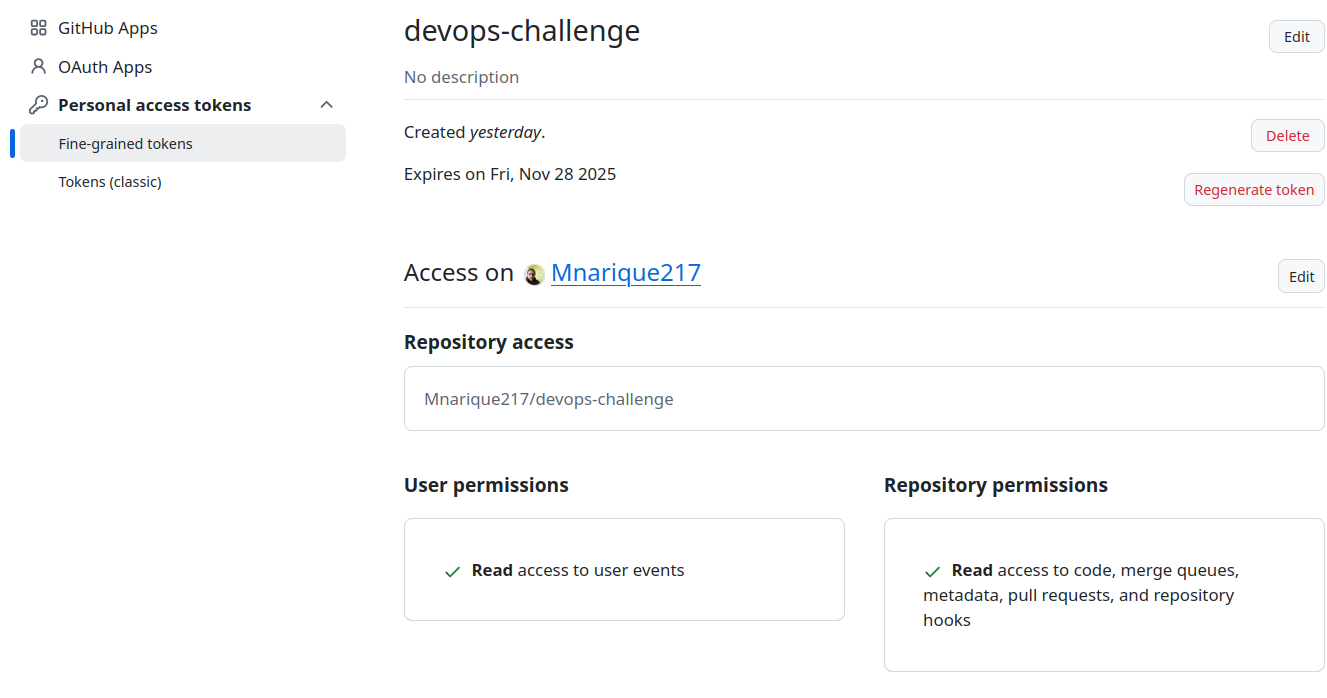 GitHub Apps
OAuth Apps
Personal access tokens
Fine-grained tokens
Tokens (classic)
devops-challenge
Edit
No description
Created yesterday.
Delete
Expires on Fri, Nov 28 2025
Regenerate token
Access on Mnarique217
Edit
Repository access
Mnarique217/devops-challenge
User permissions
Read access to user events
Repository permissions
Read access to code, merge queues,
metadata, pull requests, and repository
hooks